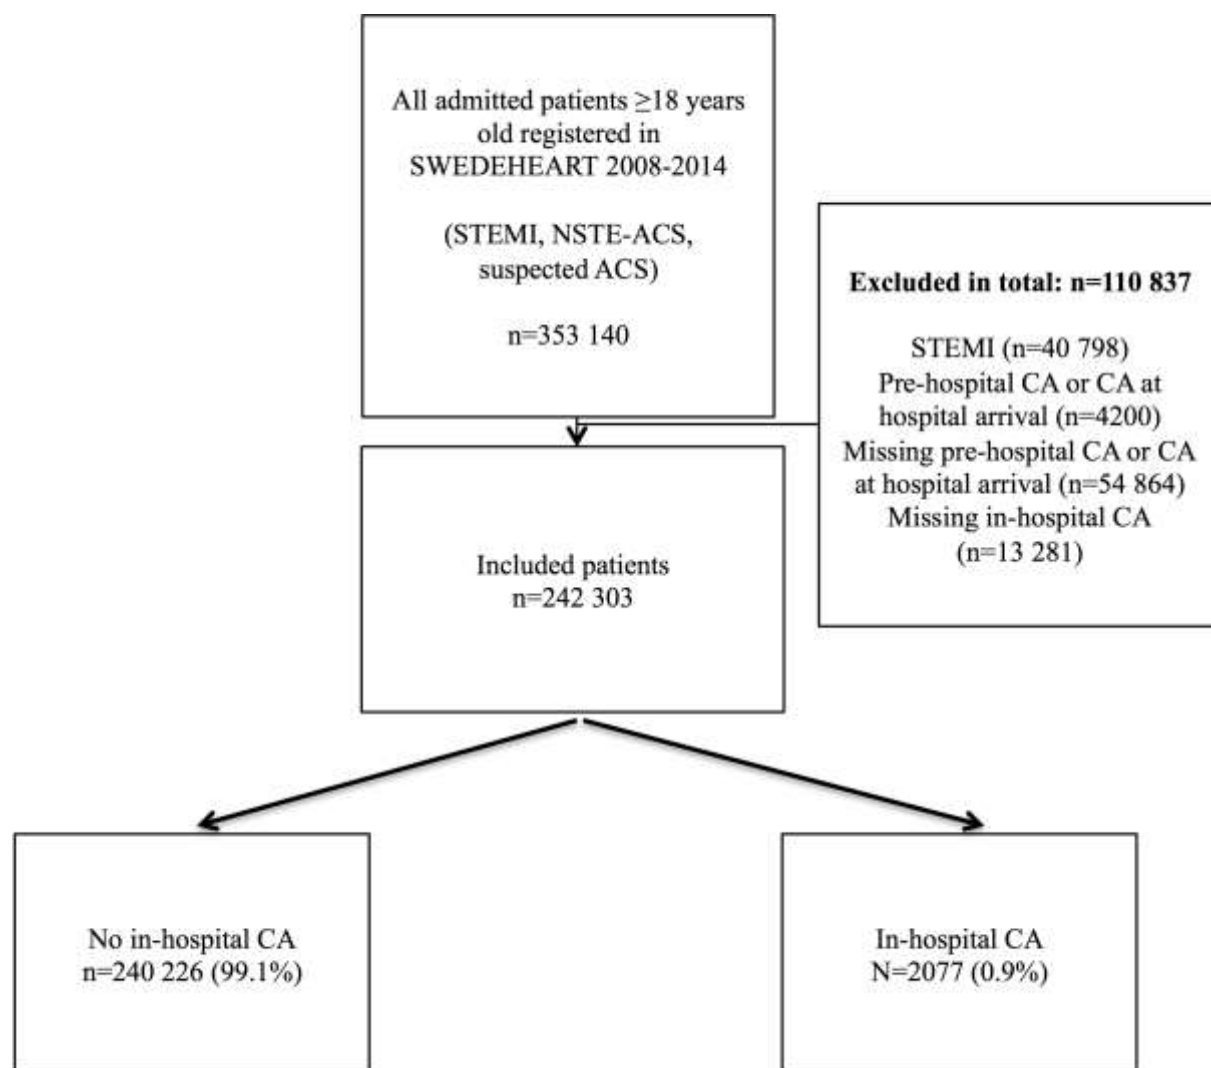 All admitted patients ≥18 years
old registered in
SWEDEHEART 2008-2014
(STEMI, NSTE-ACS,
suspected ACS)
n=353 140
Excluded in total: n=110 837
STEMI (n=40 798)
Pre-hospital CA or CA at
hospital arrival (n=4200)
Missing pre-hospital CA or CA
at hospital arrival (n=54 864)
Missing in-hospital CA
(n=13 281)
Included patients
n=242 303
No in-hospital CA
n=240 226 (99.1%)
In-hospital CA
N=2077 (0.9%)